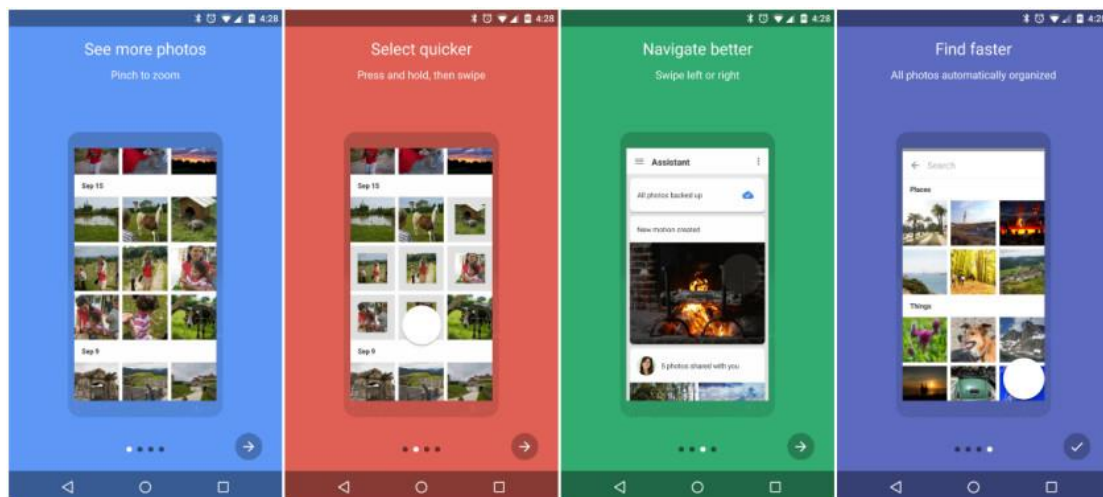 4:28
See more photos
Pinch to zoom
Sep 15
Sep 9
4:28
Select quicker
Press and hold, then swipe
Sep 15
Sep 9
4:28
Navigate better
Swipe left or right
Assistant
All photos backed up
New motion created
5 photos shared with you
4:28
Find faster
All photos automatically organized
Search
Places
Things